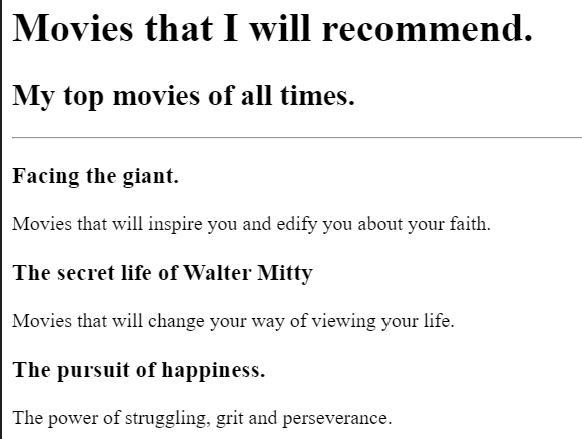 Movies that I will recommend.
My top movies of all times.
Facing the giant.
Movies that will inspire you and edify you about your faith.
The secret life of Walter Mitty
Movies that will change your way of viewing your life.
The pursuit of happiness.
The power of struggling, grit and perseverance.